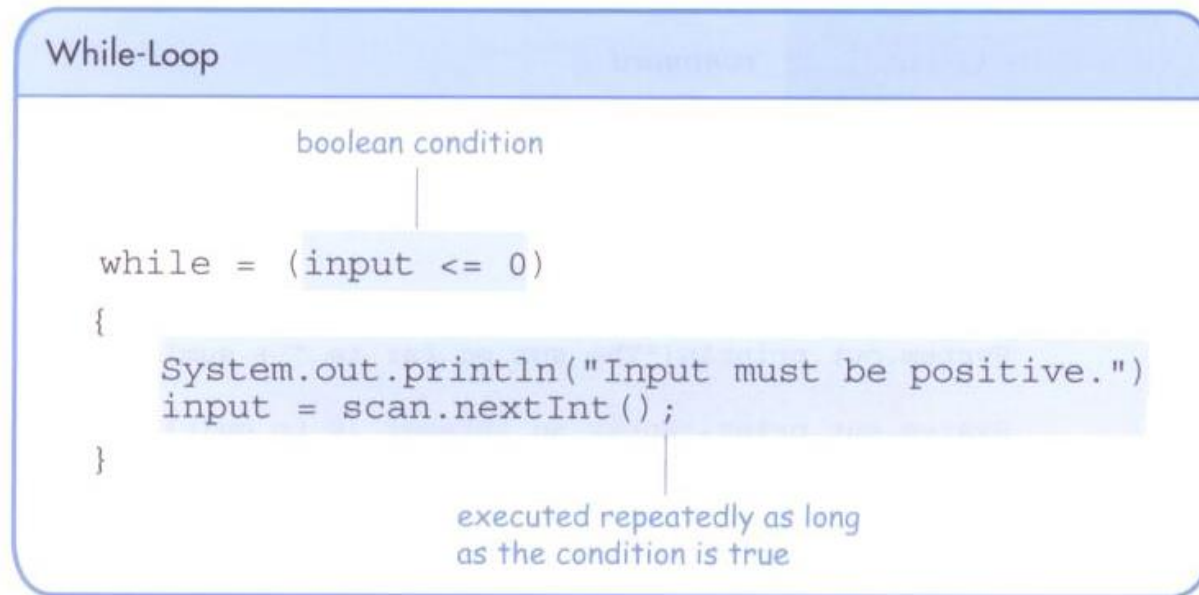 While-Loop
boolean condition
while = (input <= 0)
{
System.out.println("Input must be positive.")
input = scan.nextInt();
}
executed repeatedly as long
as the condition is true